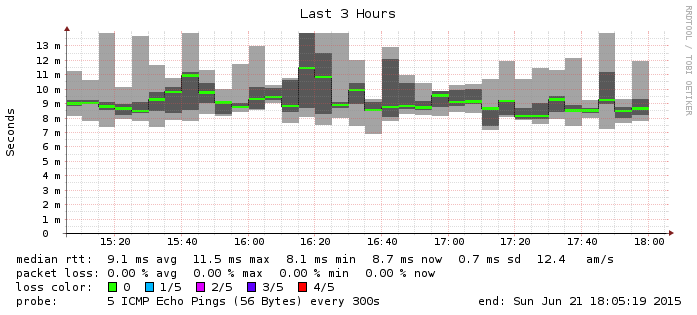 Last 3 Hours
RRDTOOL / TOBI OETIKER
Seconds
13 m
12 m
11 m
10 m
9 m
8 m
7 m
6 m
5 m
4 m
3 m
2 m
1 m
0
15:20 15:40 16:00 16:20 16:40 17:00 17:20 17:40 18:00
median rtt: 9.1 ms avg 11.5 ms max 8.1 ms min 8.7 ms now 0.7 ms sd 12.4 am/s
packet loss: 0.00 % avg 0.00 % max 0.00 % min 0.00 % now
loss color: 0 1/5 2/5 3/5 4/5
probe: 5 ICMP Echo Pings (56 Bytes) every 300s end: Sun Jun 21 18:05:19 2015